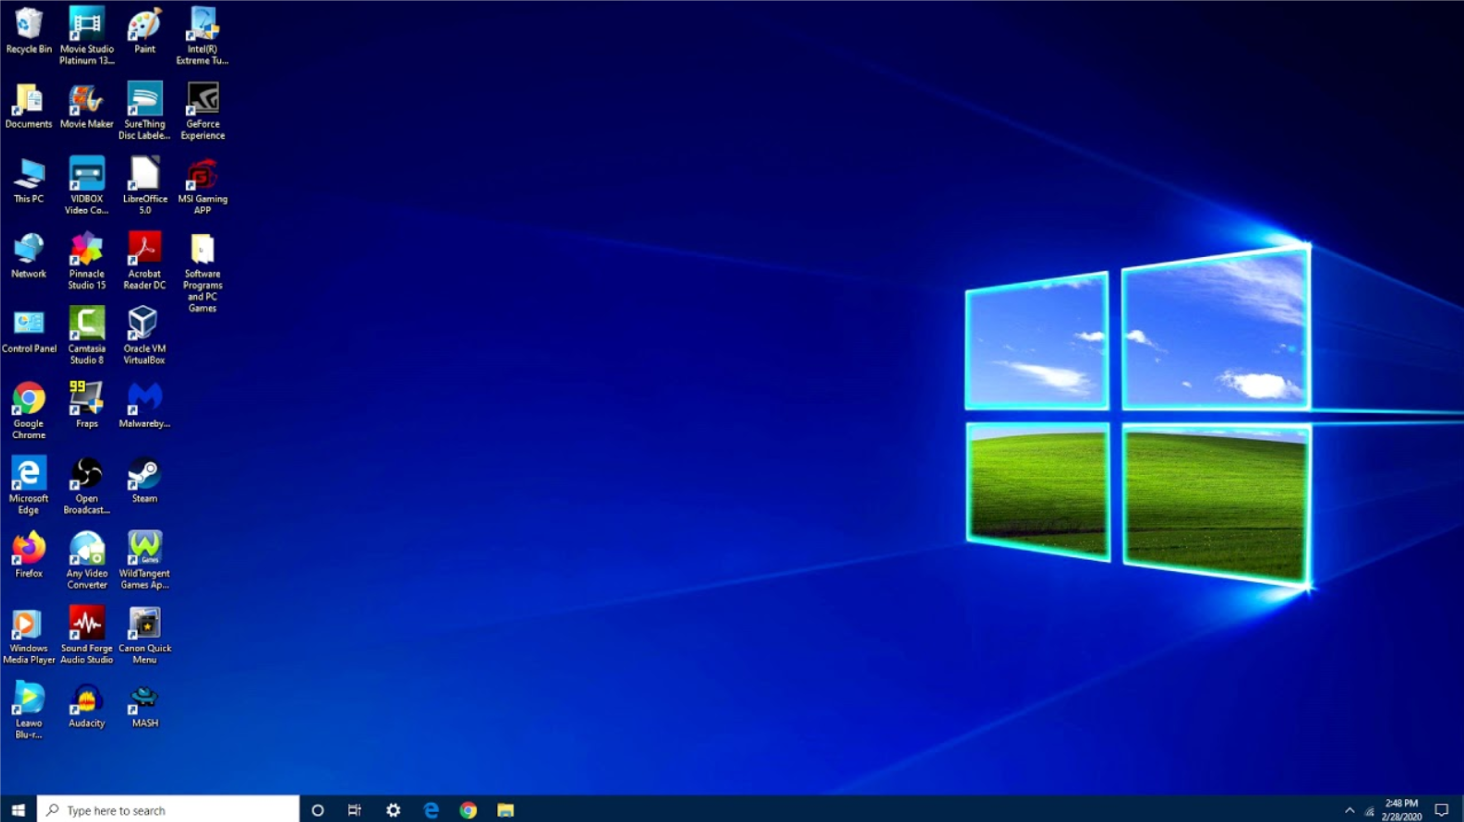 Recycle Bin
Movie Studio
Platinum 13...
Paint
Intel(R)
Extreme Tu...
Documents
Movie Maker
SureThing
Disc Labele...
GeForce
Experience
This PC
VIDBOX
Video Co...
LibreOffice
5.0
MSI Gaming
APP
Network
Pinnacle
Studio 15
Acrobat
Reader DC
Software
Programs
and PC
Games
Control Panel
Camtasia
Studio 8
Oracle VM
VirtualBox
Google
Chrome
99
Fraps
Malwareby...
Microsoft
Edge
Open
Broadcast...
Steam
Firefox
Any Video
Converter
Games
WildTangent
Games Ap...
Windows
Media Player
Sound Forge
Audio Studio
Canon Quick
Menu
Leawo
Blu-r...
Audacity
MASH
Type here to search
2:48 PM
2/28/2020